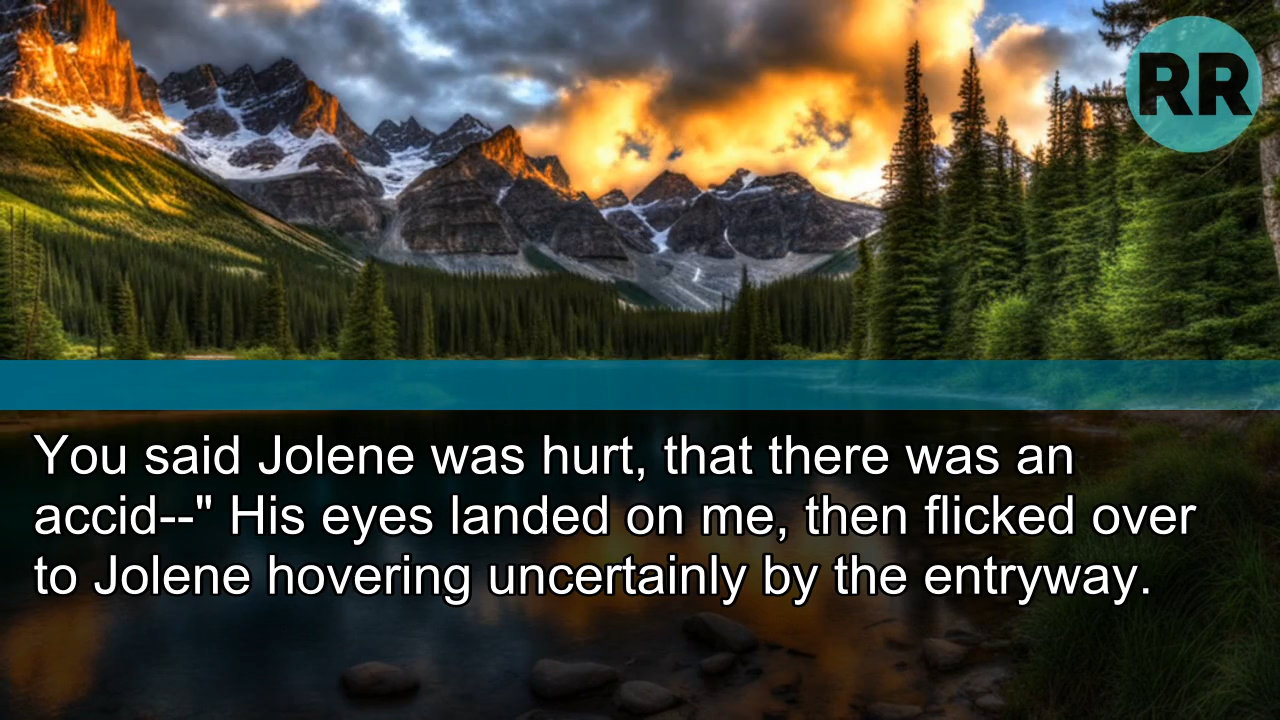 RR
You said Jolene was hurt, that there was an
accid--" His eyes landed on me, then flicked over
to Jolene hovering uncertainly by the entryway.